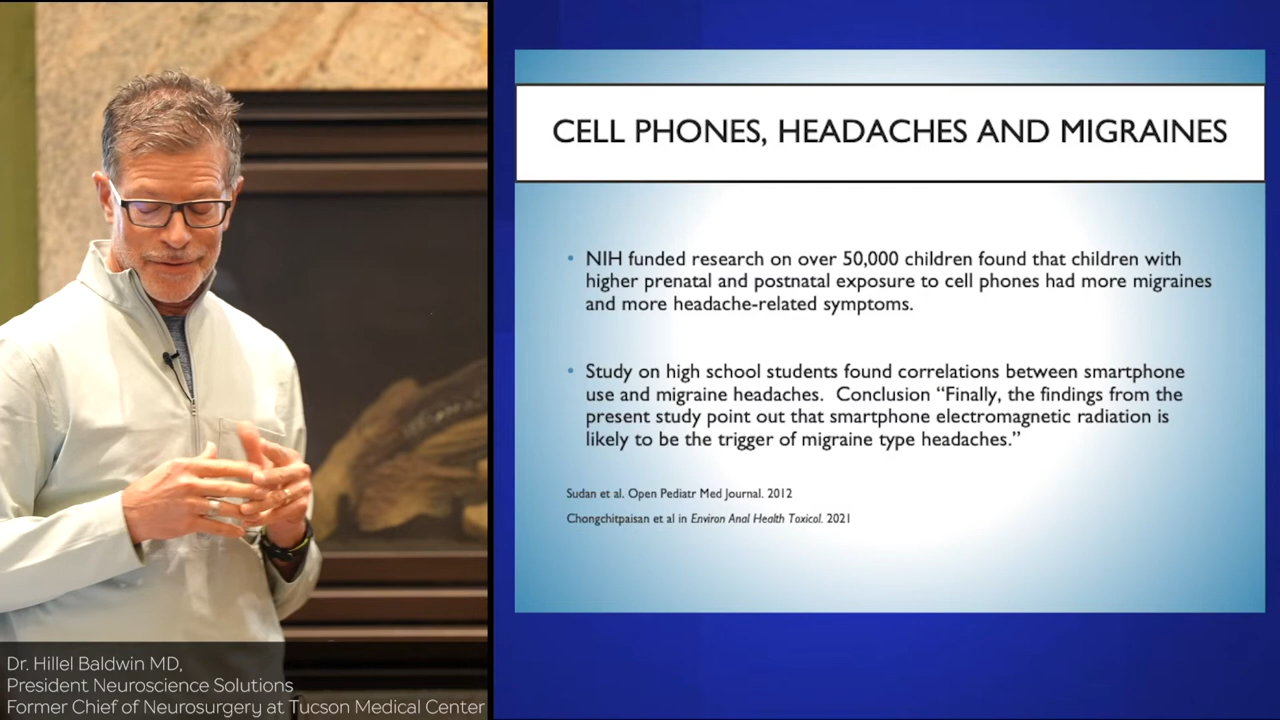 CELL PHONES, HEADACHES AND MIGRAINES
• NIH funded research on over 50,000 children found that children with
higher prenatal and postnatal exposure to cell phones had more migraines
and more headache-related symptoms.
• Study on high school students found correlations between smartphone
use and migraine headaches. Conclusion “Finally, the findings from the
present study point out that smartphone electromagnetic radiation is
likely to be the trigger of migraine type headaches.”
Sudan et al. Open Pediatr Med Journal. 2012
Chongchitpaisan et al in Environ Anal Health Toxicol. 2021
Dr. Hillel Baldwin MD,
President Neuroscience Solutions
Former Chief of Neurosurgery at Tucson Medical Center